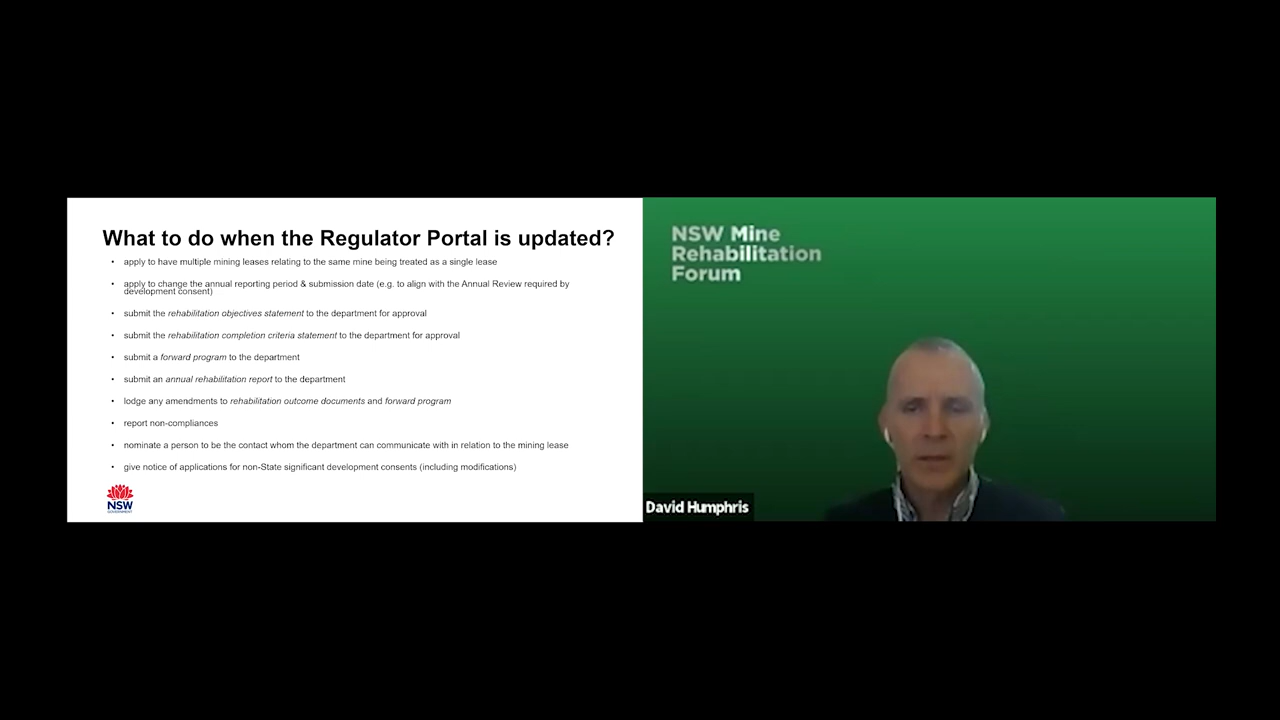 What to do when the Regulator Portal is updated?
• apply to have multiple mining leases relating to the same mine being treated as a single lease
• apply to change the annual reporting period & submission date (e.g. to align with the Annual Review required by
development consent)
• submit the rehabilitation objectives statement to the department for approval
• submit the rehabilitation completion criteria statement to the department for approval
• submit a forward program to the department
• submit an annual rehabilitation report to the department
• lodge any amendments to rehabilitation outcome documents and forward program
• report non-compliances
• nominate a person to be the contact whom the department can communicate with in relation to the mining lease
• give notice of applications for non-State significant development consents (including modifications)
NSW
GOVERNMENT
NSW Mine
Rehabilitation
Forum
David Humphris